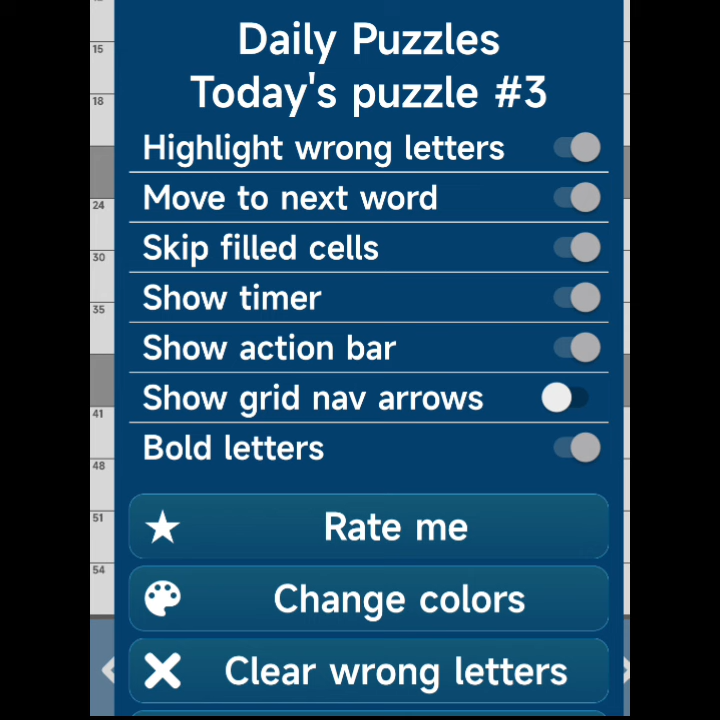 Daily Puzzles
Today's puzzle #3
15
Highlight wrong letters
18
Move to next word
24
Skip filled cells
30
Show timer
35
Show action bar
Show grid nav arrows
41
Bold letters
48
51
Rate me
54
Change colors
Clear wrong letters